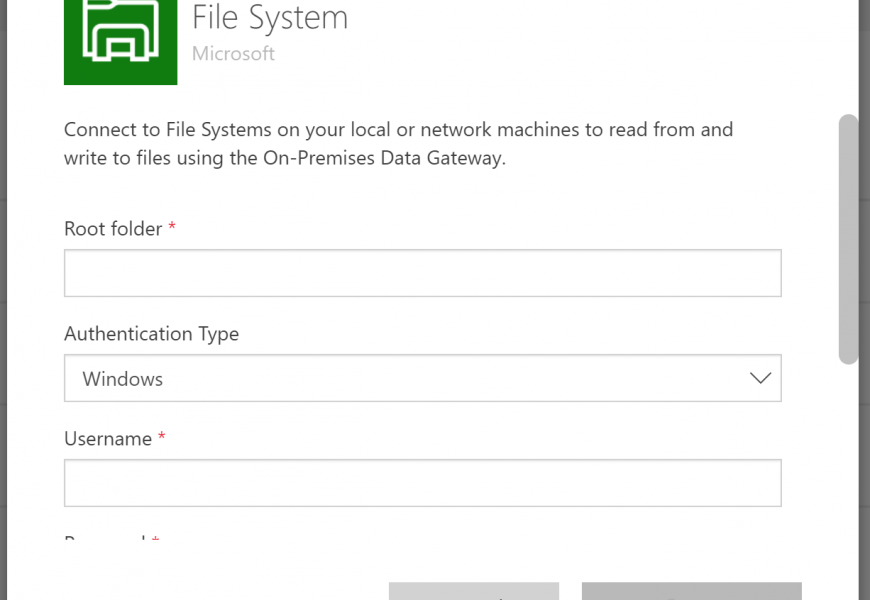 File System
Microsoft
Connect to File Systems on your local or network machines to read from and
write to files using the On-Premises Data Gateway.
Root folder *
Authentication Type
Windows
Username *